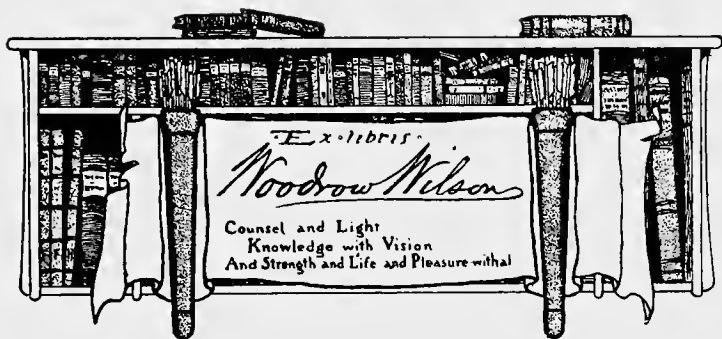 Ex·libris·
Woodrow Wilson
Counsel and Light
Knowledge with Vision
And Strength and Life and Pleasure withal